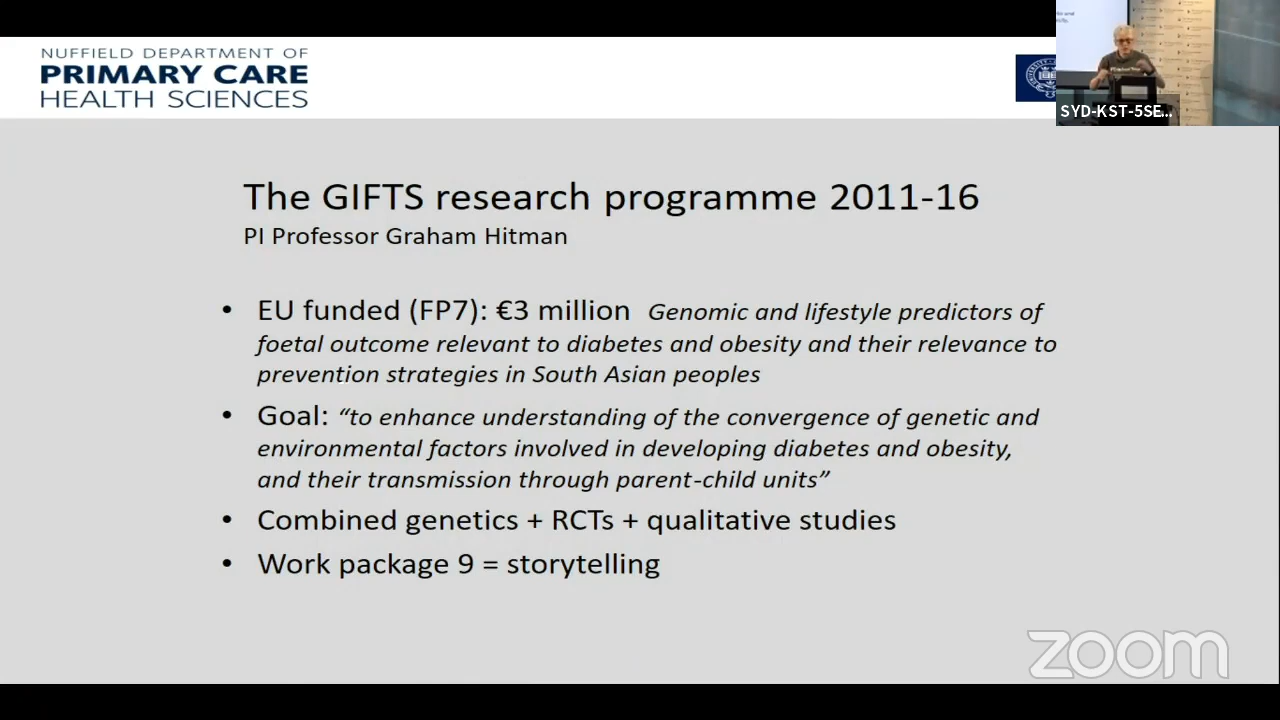 NUFFIELD DEPARTMENT OF
PRIMARY CARE
HEALTH SCIENCES
SYD-KST-5SE...
The GIFTS research programme 2011-16
PI Professor Graham Hitman
• EU funded (FP7): €3 million Genomic and lifestyle predictors of
foetal outcome relevant to diabetes and obesity and their relevance to
prevention strategies in South Asian peoples
• Goal: “to enhance understanding of the convergence of genetic and
environmental factors involved in developing diabetes and obesity,
and their transmission through parent-child units”
• Combined genetics + RCTs + qualitative studies
• Work package 9 = storytelling
zoom